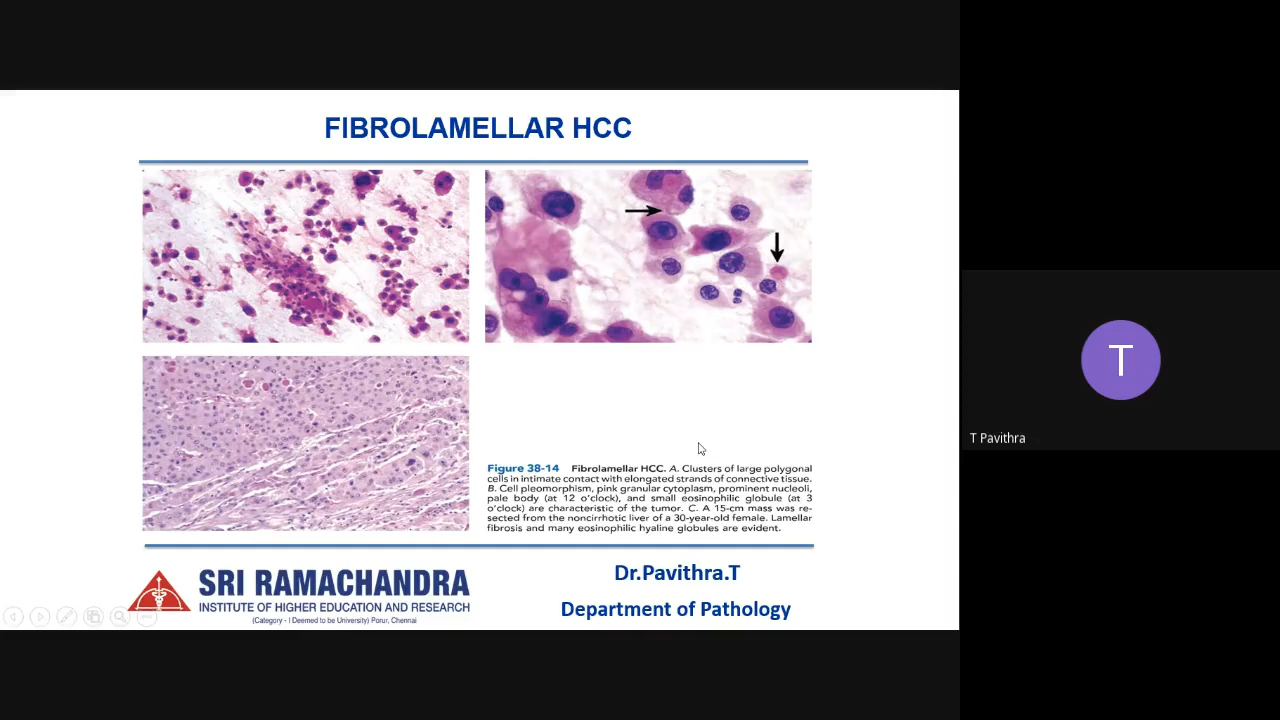 FIBROLAMELLAR HCC
Figure 38-14 Fibrolamellar HCC. A. Clusters of large polygonal
cells in intimate contact with elongated strands of connective tissue.
B. Cell pleomorphism, pink granular cytoplasm, prominent nucleoli,
pale body (at 12 o'clock), and small eosinophilic globule (at 3
o'clock) are characteristic of the tumor. C. A 15-cm mass was re-
sected from the noncirrhotic liver of a 30-year-old female. Lamellar
fibrosis and many eosinophilic hyaline globules are evident.
SRI RAMACHANDRA
INSTITUTE OF HIGHER EDUCATION AND RESEARCH
(Category - I Deemed to be University) Porur, Chennai
Dr.Pavithra.T
Department of Pathology
T
T Pavithra